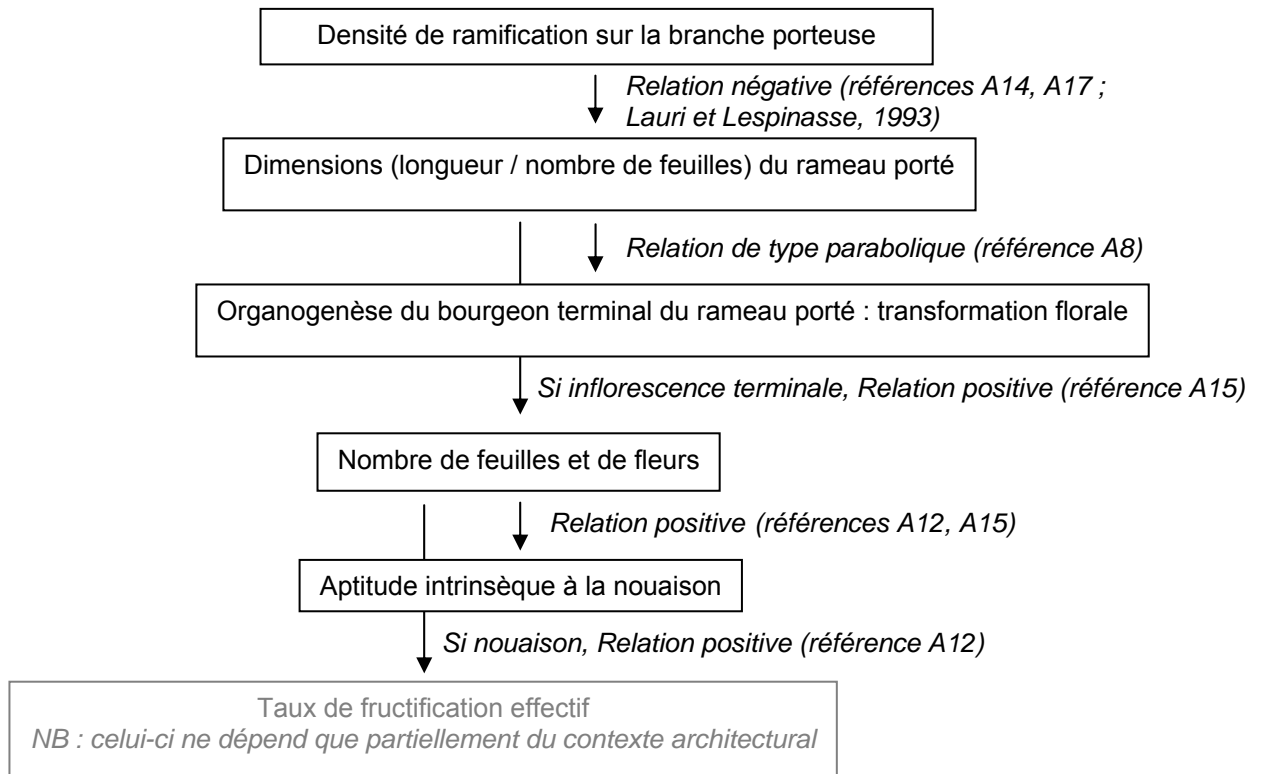 Densité de ramification sur la branche porteuse
Relation négative (références A14, A17 ;
Lauri et Lespinasse, 1993)
Dimensions (longueur / nombre de feuilles) du rameau porté
Relation de type parabolique (référence A8)
Organogenèse du bourgeon terminal du rameau porté : transformation florale
Si inflorescence terminale, Relation positive (référence A15)
Nombre de feuilles et de fleurs
Relation positive (références A12, A15)
Aptitude intrinsèque à la nouaison
Si nouaison, Relation positive (référence A12)
Taux de fructification effectif
NB : celui-ci ne dépend que partiellement du contexte architectural